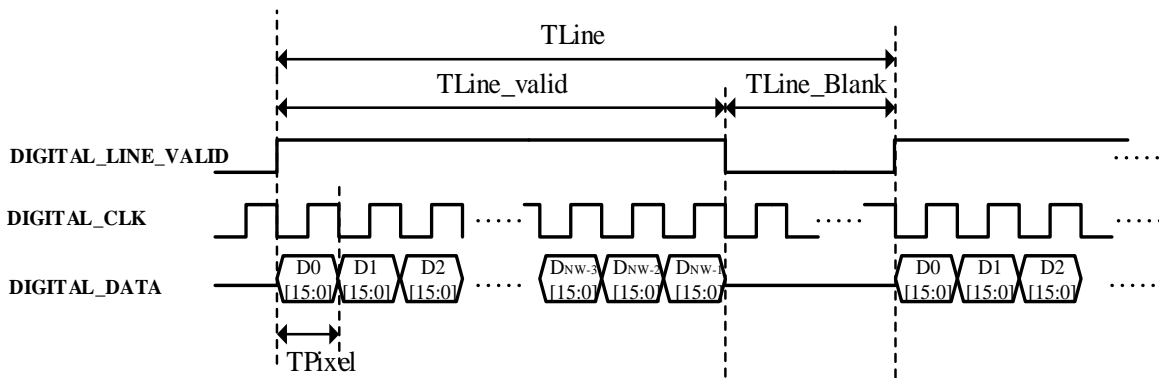 TLine
TLine_valid TLine_Blank
DIGITAL_LINE_VALID .....
DIGITAL_CLK ..... ..... .....
D0 D1 D2 DNW-3 DNW-2 DNW-1 D0 D1 D2
DIGITAL_DATA ..... .....
[15:0] [15:0] [15:0] [15:0] [15:0] [15:0] [15:0] [15:0] [15:0]
TPixel